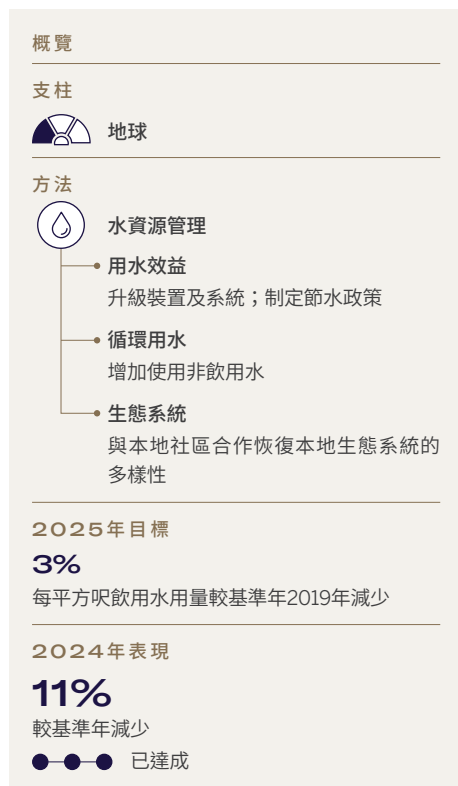 概覽
支柱
地球
方法
水資源管理
用水效益
升級裝置及系統；制定節水政策
循環用水
增加使用非飲用水
生態系統
與本地社區合作恢復本地生態系統的
多樣性
2025年目標
3%
每平方呎飲用水用量較基準年2019年減少
2024年表現
11%
較基準年減少
已達成